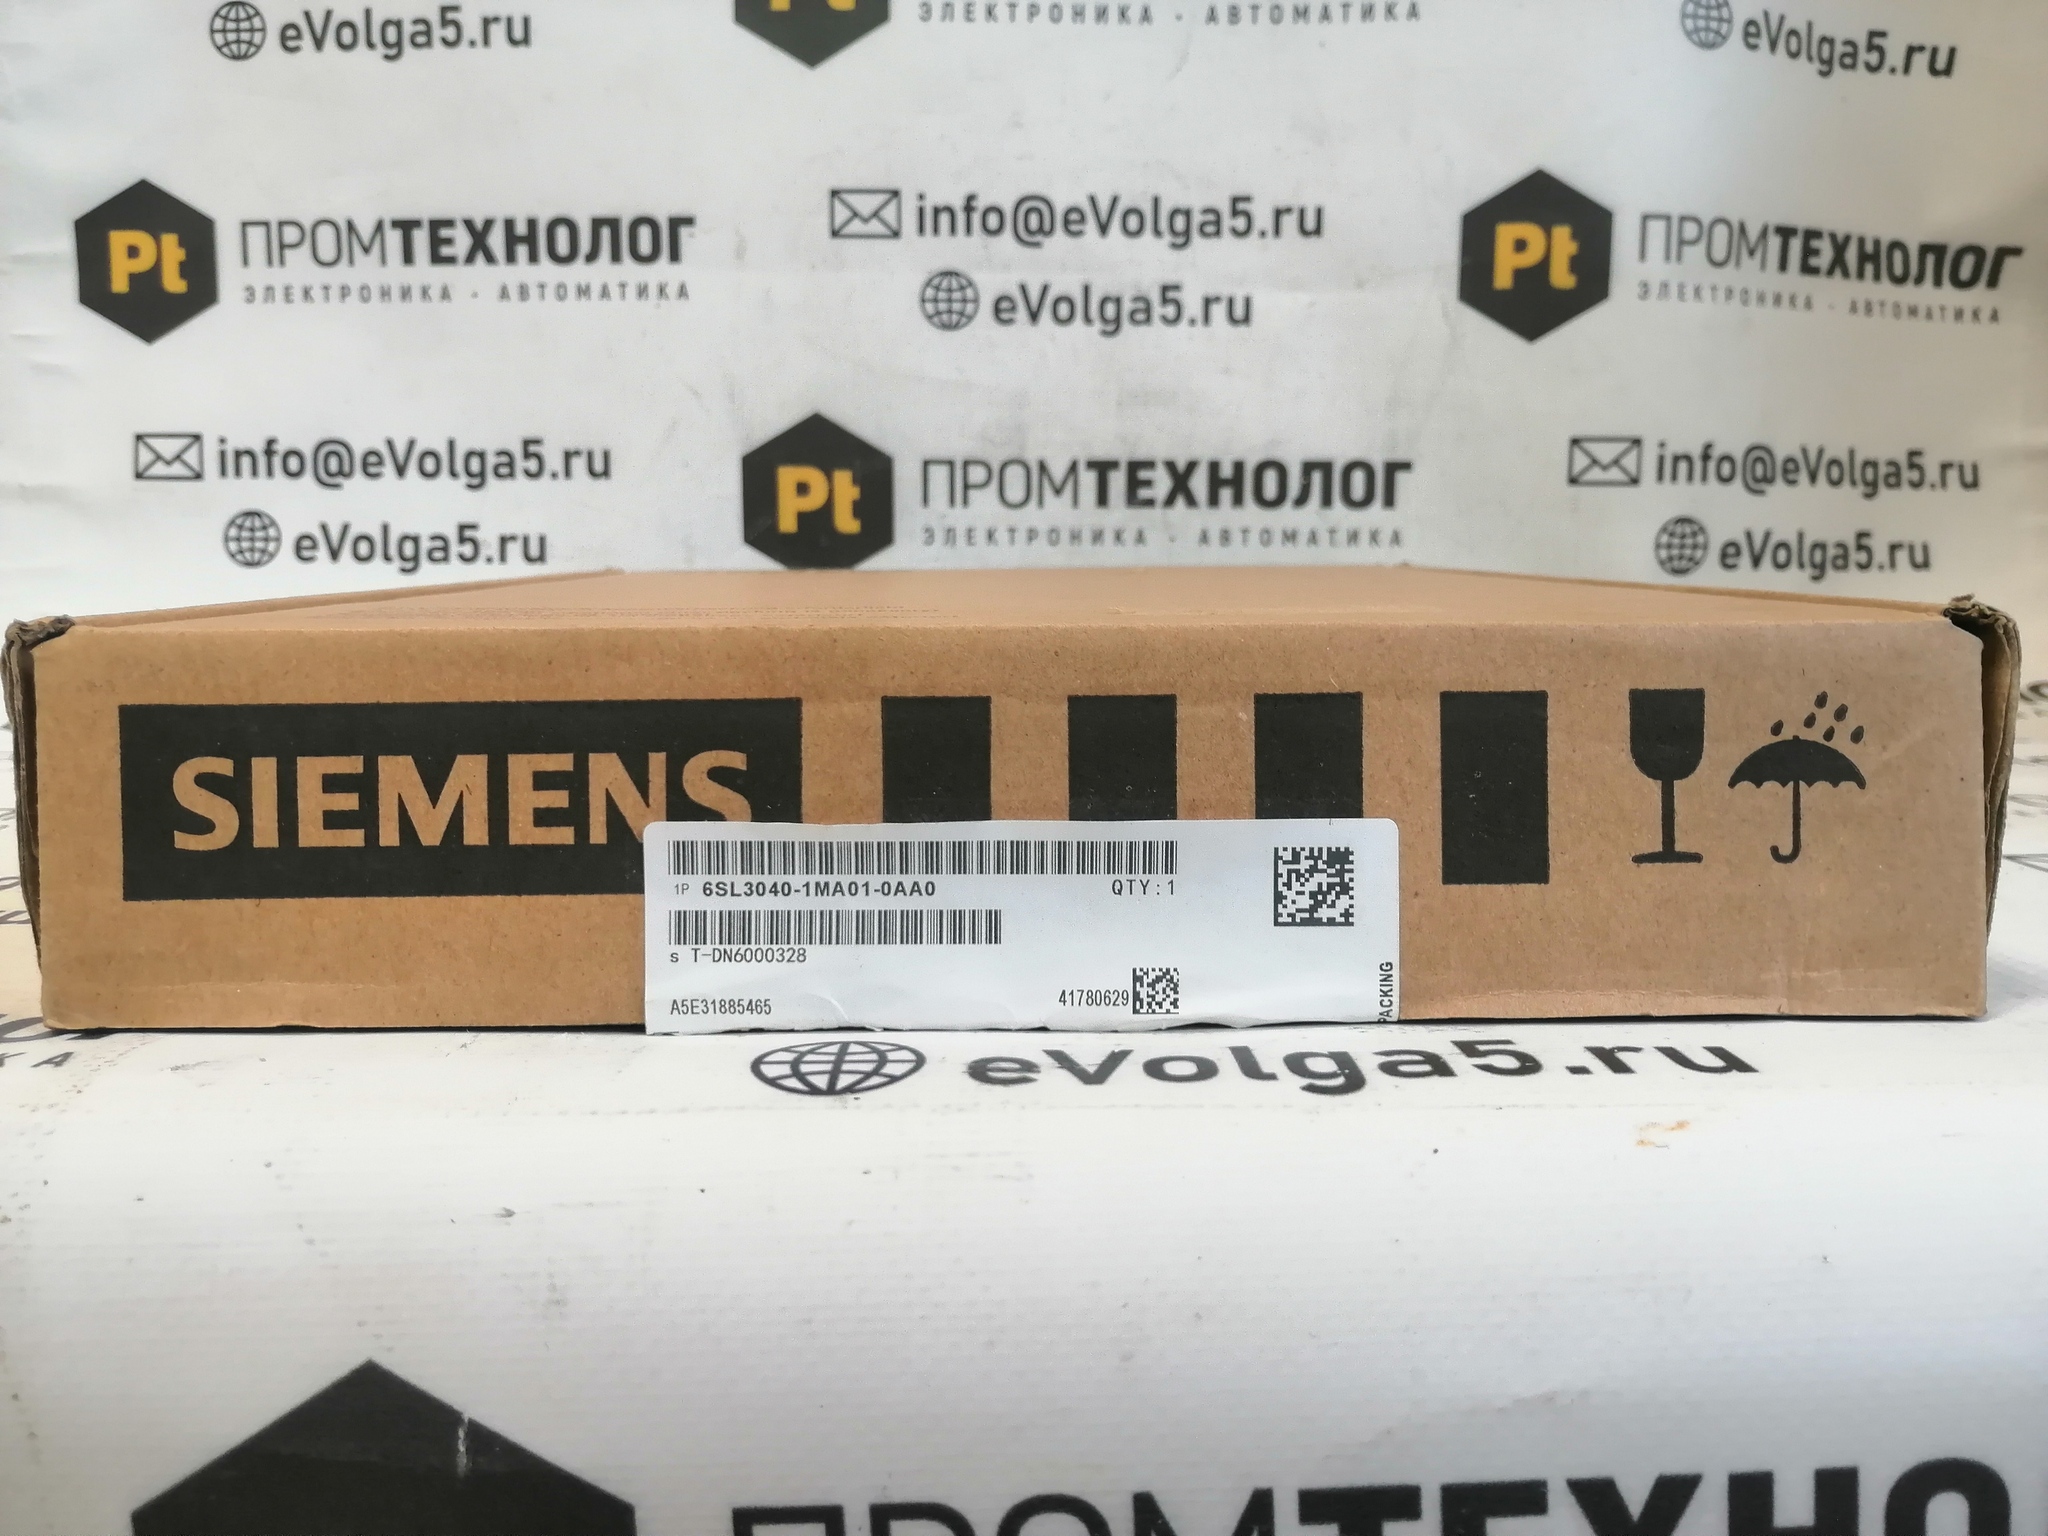 eVolga5.ru
Pt
ЭЛЕКТРОНИКА - АВТОМАТИКА
eVolga5.ru
Pt
ПРОМТЕХНОЛОГ
ЭЛЕКТРОНИКА - АВТОМАТИКА
info@eVolga5.ru
eVolga5.ru
Pt
ПРОМТЕХНОЛОГ
ЭЛЕКТРОНИКА - АВТОМАТИКА
info@eVolga5.ru
eVolga5.ru
Pt
ПРОМТЕХНОЛОГ
ЭЛЕКТРОНИКА - АВТОМАТИКА
info@eVolga5.ru
eVolga5.ru
SIEMENS
1P 6SL3040-1MA01-0AA0
QTY:1
S T-DN6000328
A5E31885465
41780629
PACKING
eVolga5.ru
ПРОМТЕХНО